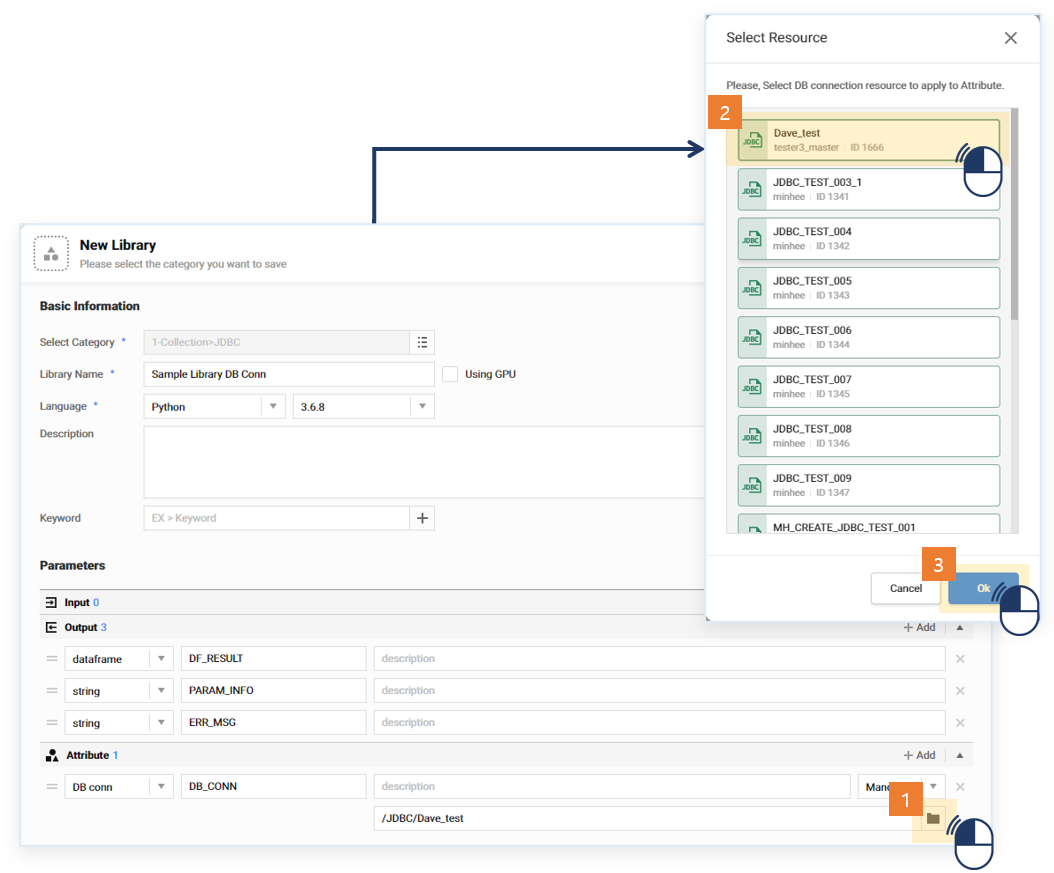 Select Resource
Please, Select DB connection resource to apply to Attribute.
2
JDBC
Dave_test
tester3_master | ID 1666
JDBC
JDBC_TEST_003_1
minhee | ID 1341
JDBC
JDBC_TEST_004
minhee | ID 1342
JDBC
JDBC_TEST_005
minhee | ID 1343
JDBC
JDBC_TEST_006
minhee | ID 1344
JDBC
JDBC_TEST_007
minhee | ID 1345
JDBC
JDBC_TEST_008
minhee | ID 1346
JDBC
JDBC_TEST_009
minhee | ID 1347
MH_CREATE_JDBC_TEST_001
3
Cancel
Ok
New Library
Please select the category you want to save
Basic Information
Select Category *
1-Collection>JDBC
Library Name *
Sample Library DB Conn
Using GPU
Language *
Python
3.6.8
Description
Keyword
EX > Keyword
Parameters
Input 0
Output 3
+ Add
dataframe
DF_RESULT
description
string
PARAM_INFO
description
string
ERR_MSG
description
Attribute 1
+ Add
DB conn
DB_CONN
description
1
/JDBC/Dave_test